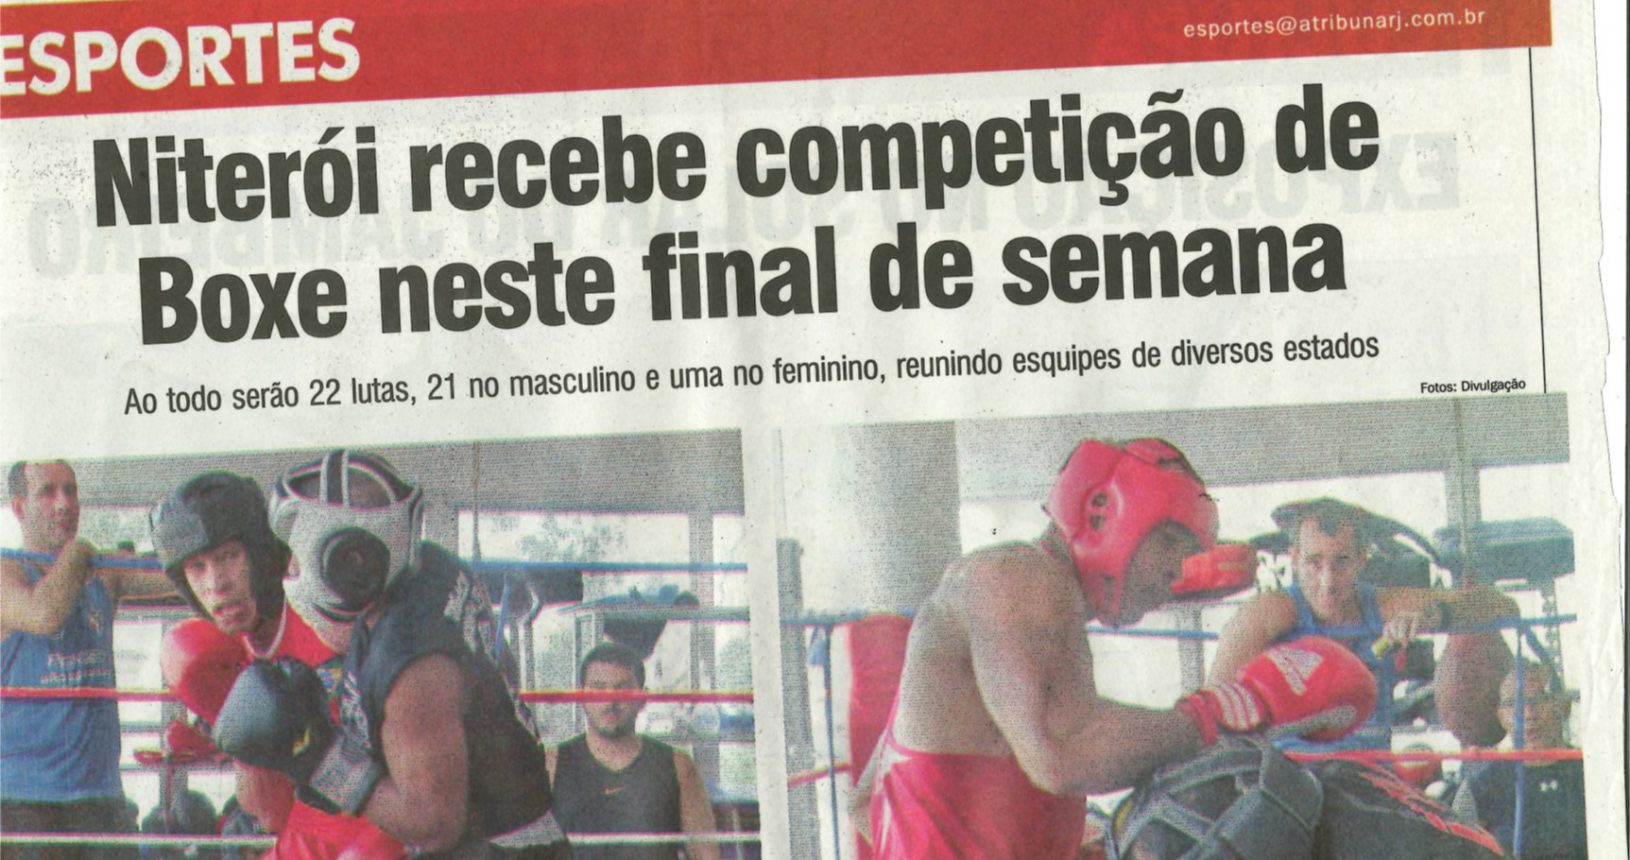 ESPORTES
esportes@atribunarj.com.br
Niterói recebe competição de
Boxe neste final de semana
Ao todo serão 22 lutas, 21 no masculino e uma no feminino, reunindo esquipes de diversos estados
Fotos: Divulgação